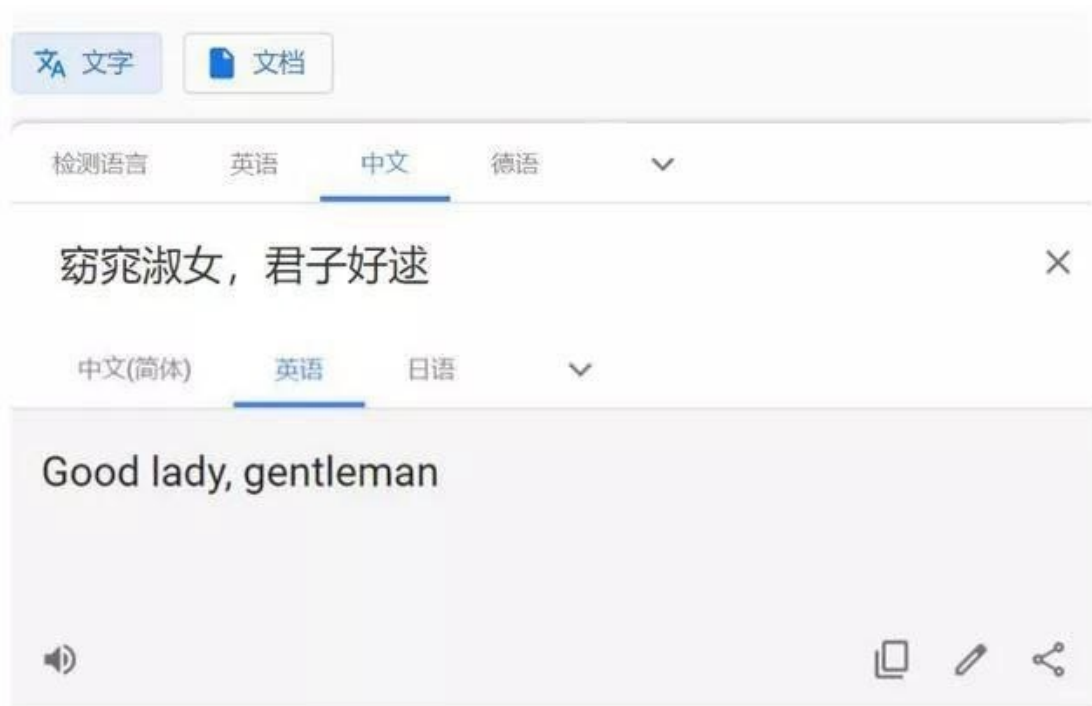 文字 文档
检测语言 英语 中文 德语
窈窕淑女，君子好逑
中文(简体) 英语 日语
Good lady, gentleman